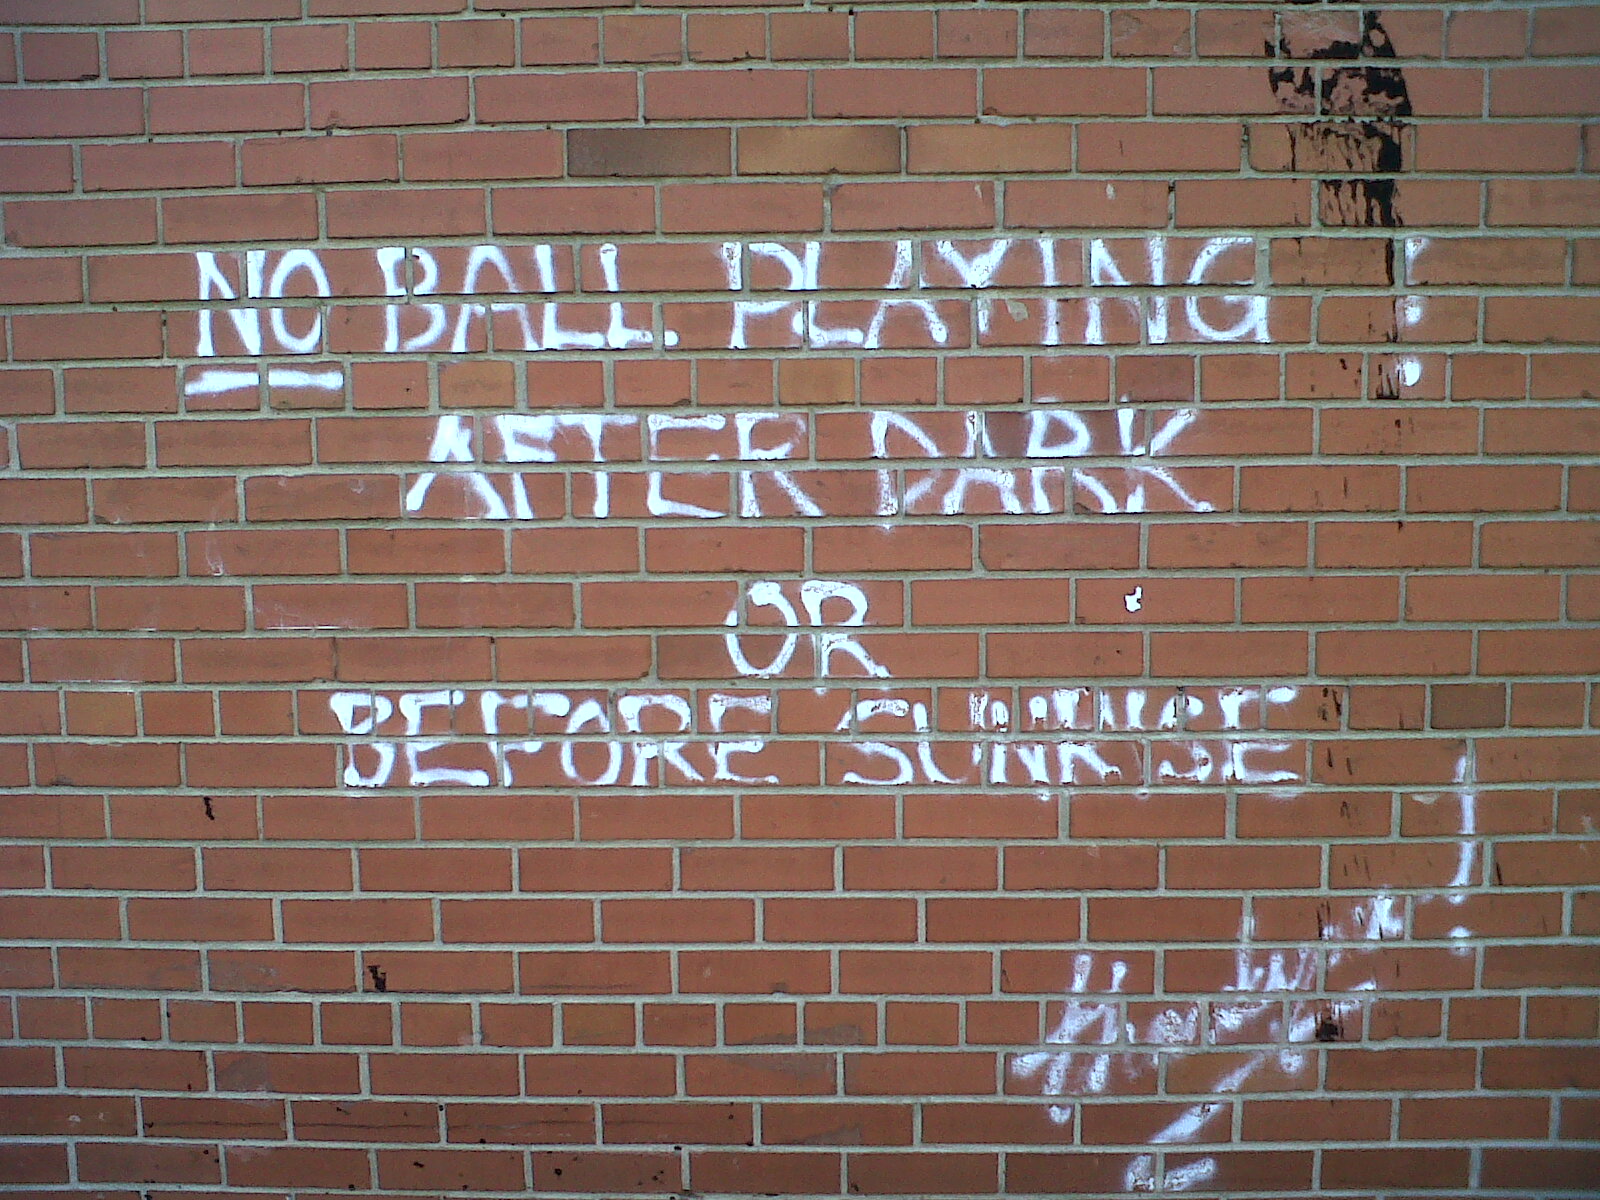 NO BALL PLAYING !
AFTER DARK
OR
BEFORE SUNRISE !